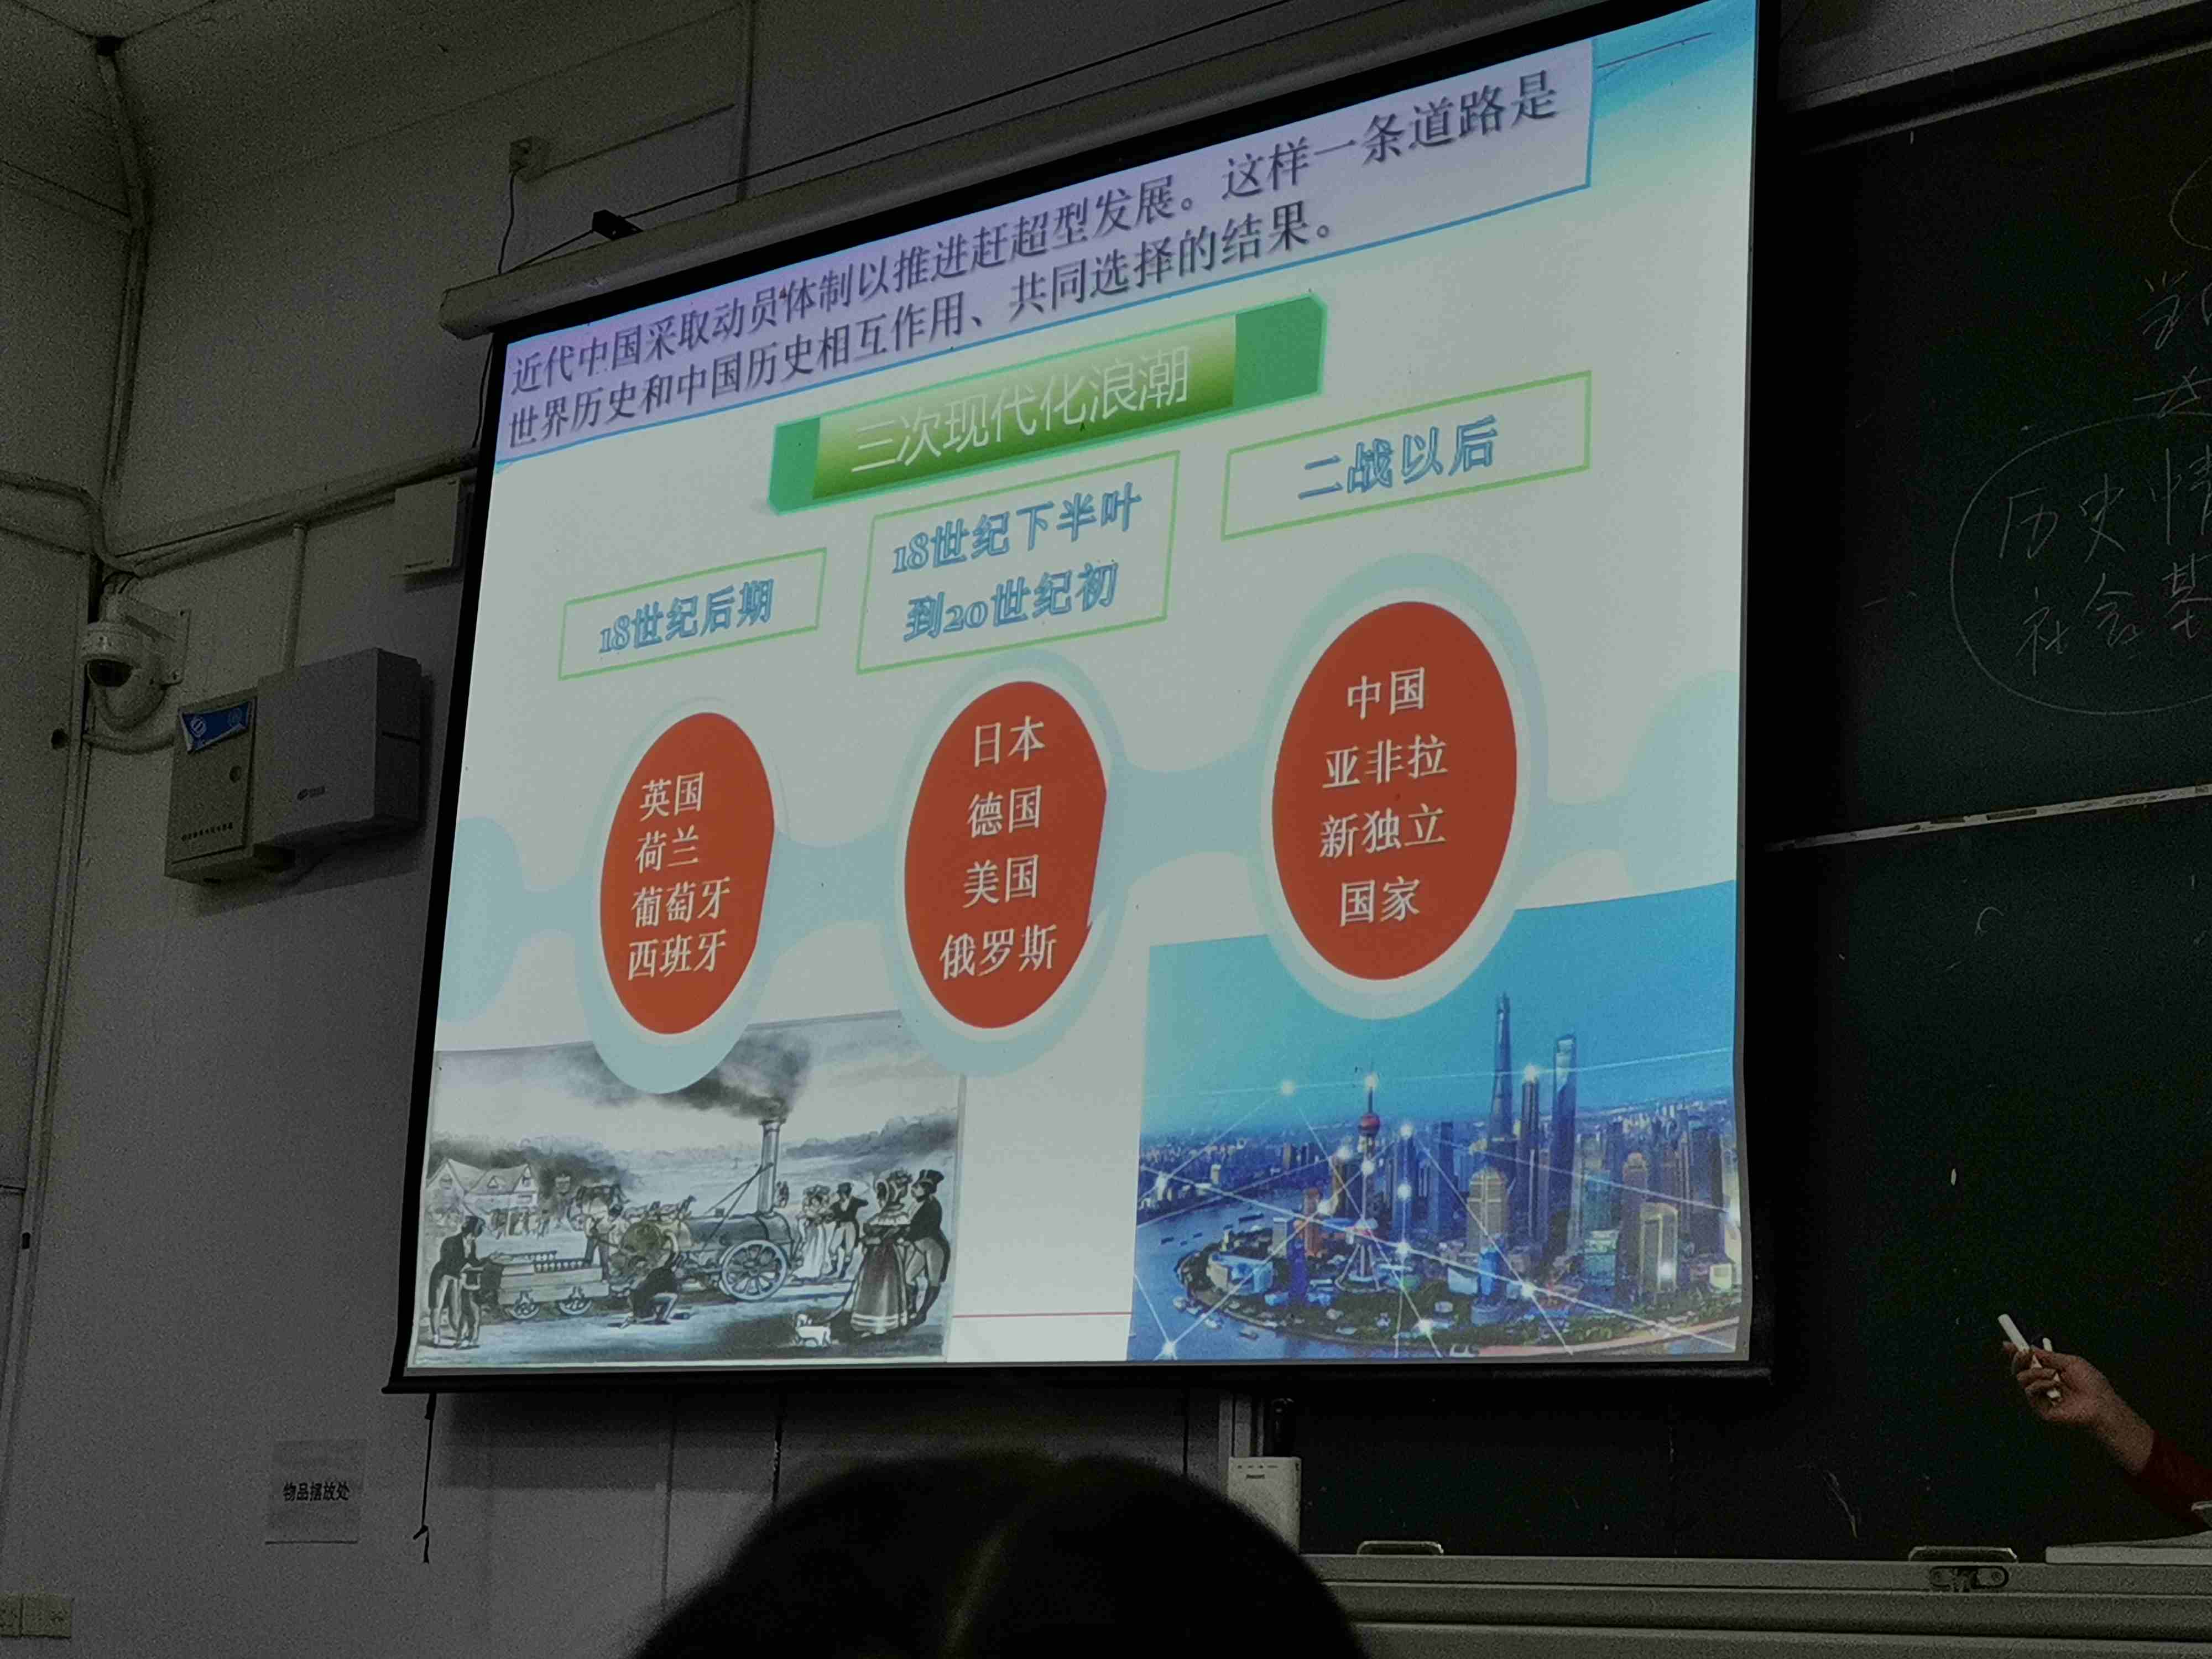 近代中国采取动员体制以推进赶超型发展。这样一条道路是
世界历史和中国历史相互作用、共同选择的结果。
三次现代化浪潮
18世纪后期
18世纪下半叶
到20世纪初
二战以后
英国
荷兰
葡萄牙
西班牙
日本
德国
美国
俄罗斯
中国
亚非拉
新独立
国家
历史情
社会基
物品摆放处